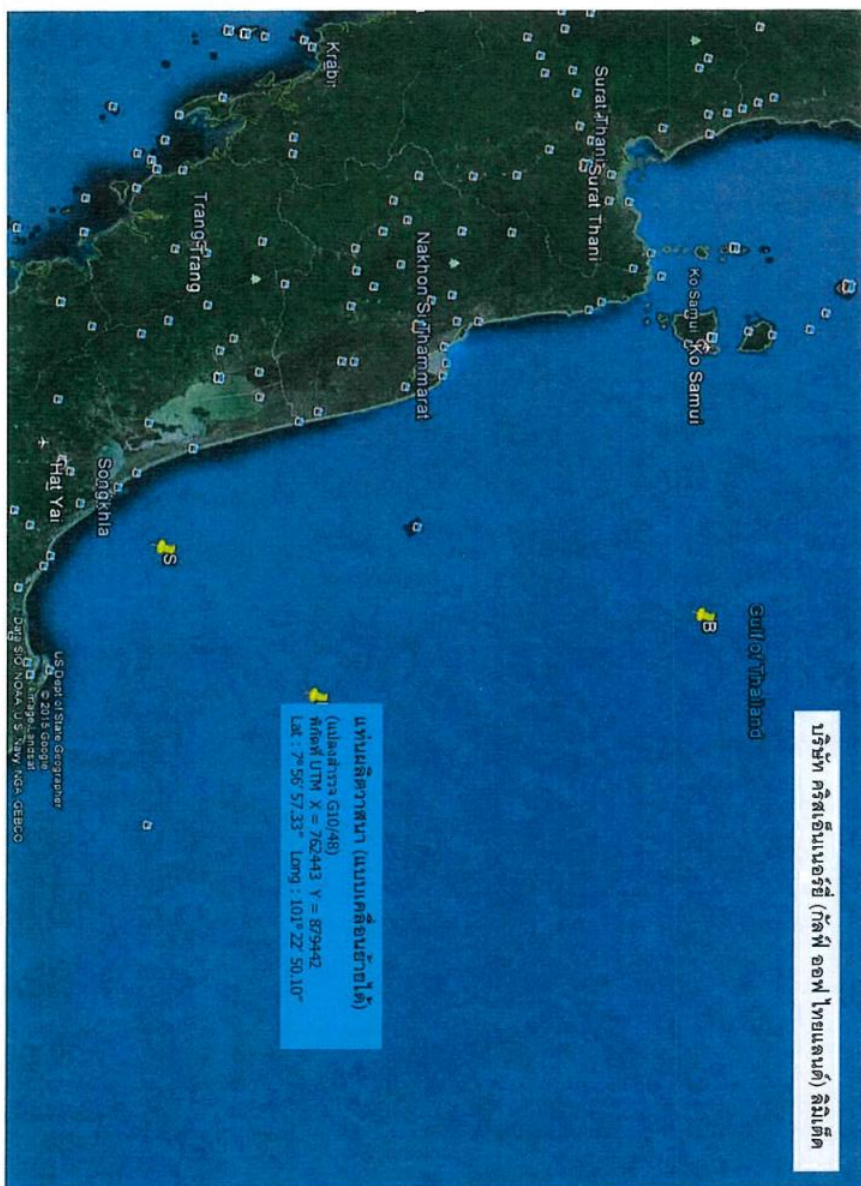 บริษัท คริสเอ็นเนอร์ยี่ (กัลฟ์ ออฟ ไทยแลนด์) ลิมิเต็ด
Gulf of Thailand
B
Ko Samui
Ko Samui
Surat Thani
Surat Thani
Nakhon Si Thammarat
Krabi
แท่นผลิตวาสนา (แบบเคลื่อนย้ายได้)
(แปลงสำรวจ G10/48)
พิกัดที่ UTM X = 762443 Y = 879442
Lat : 7° 56' 57.33" Long : 101° 22' 50.10"
Trang
Trang
S
Songkhla
Hat Yai
US Dept of State Geographer
© 2015 Google
Image Landsat
Data SIO, NOAA, U.S. Navy, NGA, GEBCO